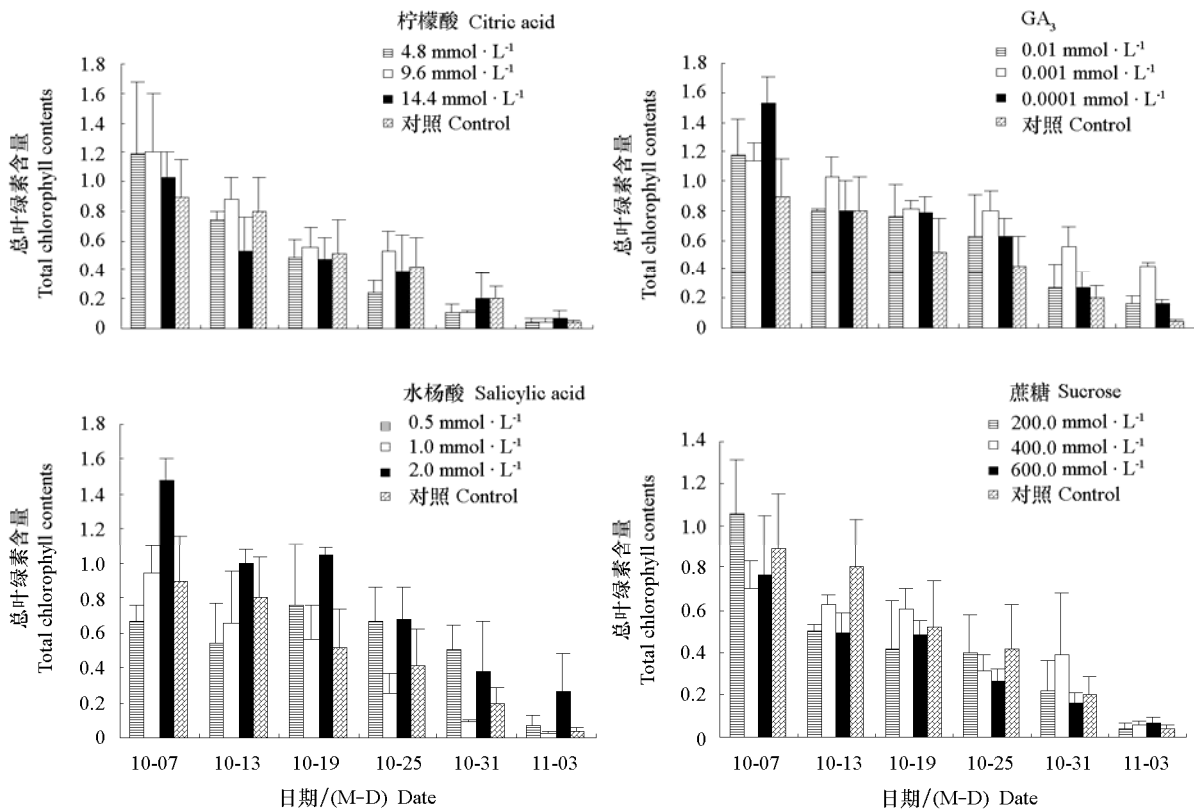 柠檬酸 Citric acid
4.8 mmol · L⁻¹
9.6 mmol · L⁻¹
14.4 mmol · L⁻¹
对照 Control
总叶绿素含量
Total chlorophyll contents
1.8
1.6
1.4
1.2
1.0
0.8
0.6
0.4
0.2
0
GA₃
0.01 mmol · L⁻¹
0.001 mmol · L⁻¹
0.0001 mmol · L⁻¹
对照 Control
总叶绿素含量
Total chlorophyll contents
1.8
1.6
1.4
1.2
1.0
0.8
0.6
0.4
0.2
0
水杨酸 Salicylic acid
0.5 mmol · L⁻¹
1.0 mmol · L⁻¹
2.0 mmol · L⁻¹
对照 Control
总叶绿素含量
Total chlorophyll contents
1.8
1.6
1.4
1.2
1.0
0.8
0.6
0.4
0.2
0
10-07 10-13 10-19 10-25 10-31 11-03
日期/(M-D) Date
蔗糖 Sucrose
200.0 mmol · L⁻¹
400.0 mmol · L⁻¹
600.0 mmol · L⁻¹
对照 Control
总叶绿素含量
Total chlorophyll contents
1.4
1.2
1.0
0.8
0.6
0.4
0.2
0
10-07 10-13 10-19 10-25 10-31 11-03
日期/(M-D) Date